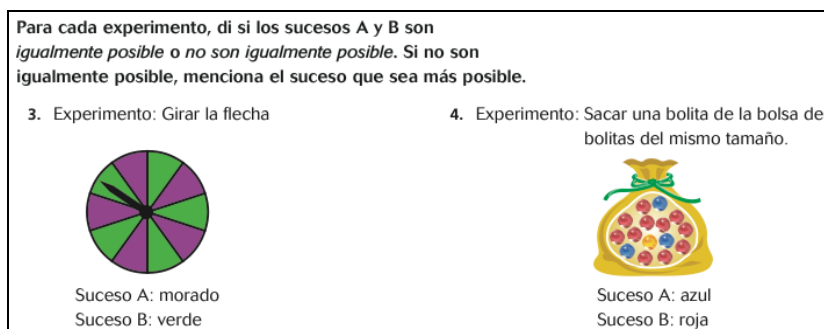 Para cada experimento, di si los sucesos A y B son
igualmente posible o no son igualmente posible. Si no son
igualmente posible, menciona el suceso que sea más posible.
3. Experimento: Girar la flecha
Suceso A: morado
Suceso B: verde
4. Experimento: Sacar una bolita de la bolsa de
bolitas del mismo tamaño.
Suceso A: azul
Suceso B: roja